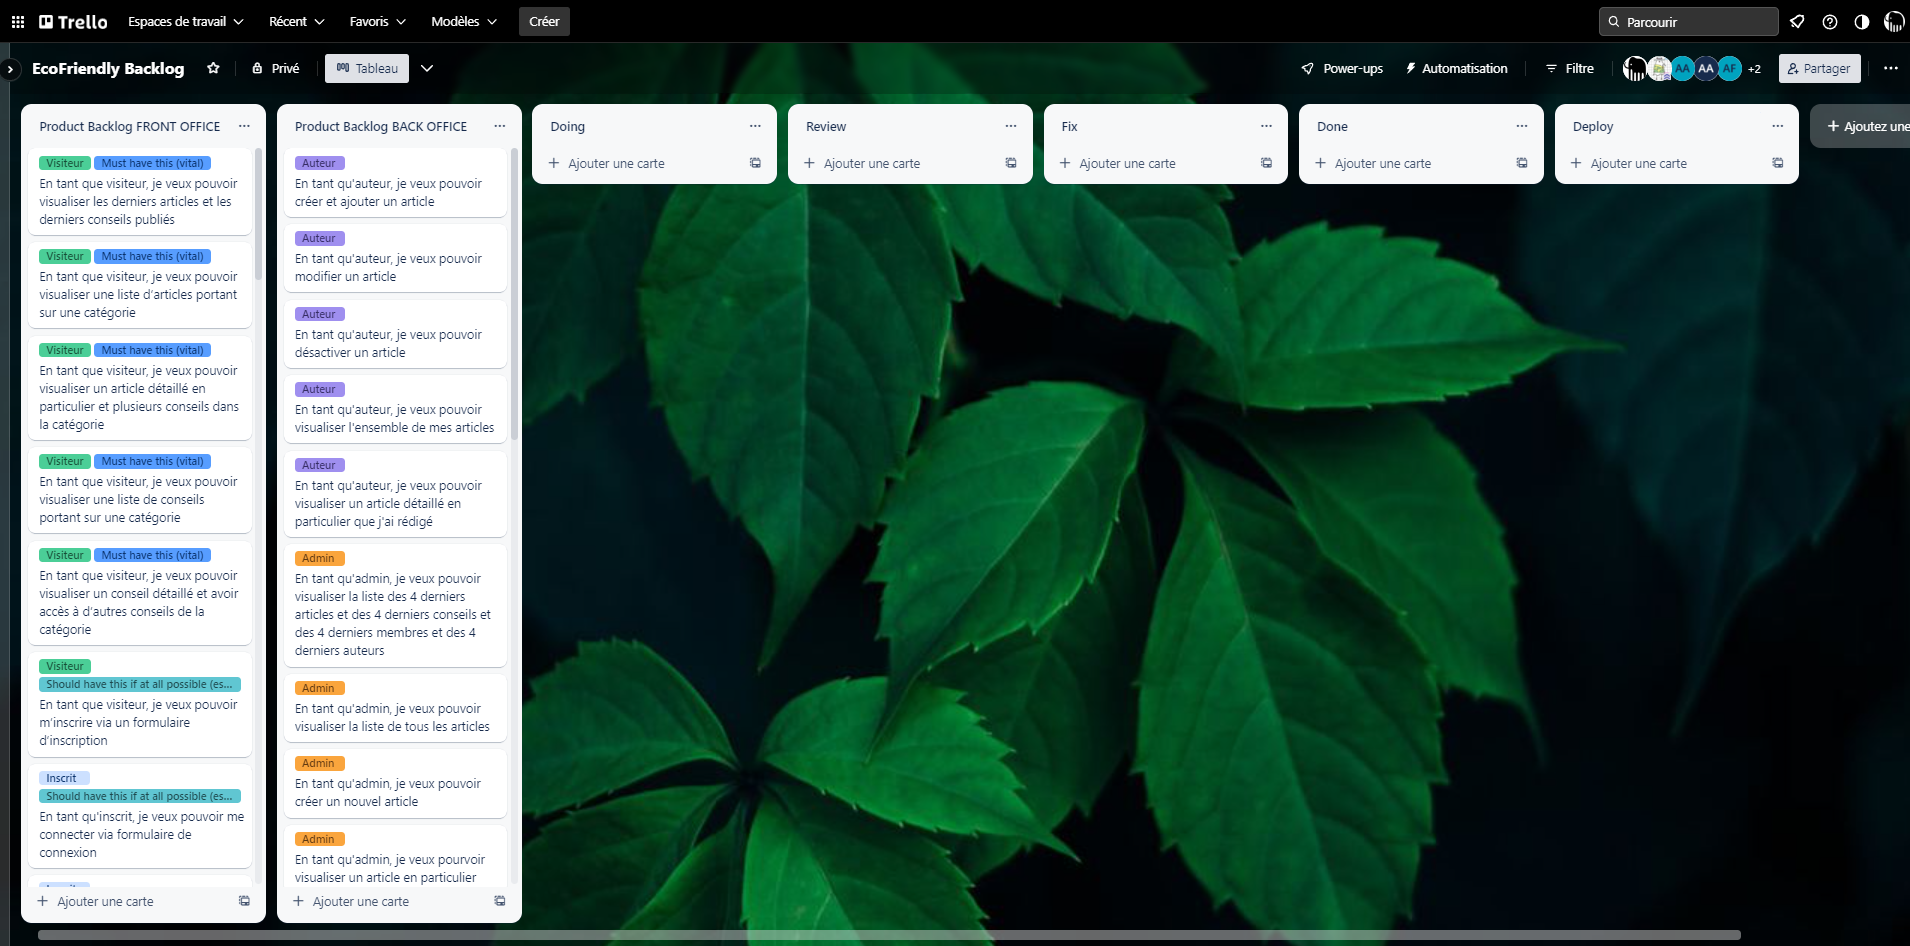 Trello
Espaces de travail
Récent
Favoris
Modèles
Créer
Parcourir
EcoFriendly Backlog
Privé
Tableau
Power-ups
Automatisation
Filtre
AA
AA
AF
+2
Partager
Product Backlog FRONT OFFICE
Visiteur Must have this (vital)
En tant que visiteur, je veux pouvoir
visualiser les derniers articles et les
derniers conseils publiés
Visiteur Must have this (vital)
En tant que visiteur, je veux pouvoir
visualiser une liste d'articles portant
sur une catégorie
Visiteur Must have this (vital)
En tant que visiteur, je veux pouvoir
visualiser un article détaillé en
particulier et plusieurs conseils dans
la catégorie
Visiteur Must have this (vital)
En tant que visiteur, je veux pouvoir
visualiser une liste de conseils
portant sur une catégorie
Visiteur Must have this (vital)
En tant que visiteur, je veux pouvoir
visualiser un conseil détaillé et avoir
accès à d'autres conseils de la
catégorie
Visiteur
Should have this if at all possible (es...
En tant que visiteur, je veux pouvoir
m'inscrire via un formulaire
d'inscription
Inscrit
Should have this if at all possible (es...
En tant qu'inscrit, je veux pouvoir me
connecter via formulaire de
connexion
Ajouter une carte
Product Backlog BACK OFFICE
Auteur
En tant qu'auteur, je veux pouvoir
créer et ajouter un article
Auteur
En tant qu'auteur, je veux pouvoir
modifier un article
Auteur
En tant qu'auteur, je veux pouvoir
désactiver un article
Auteur
En tant qu'auteur, je veux pouvoir
visualiser l'ensemble de mes articles
Auteur
En tant qu'auteur, je veux pouvoir
visualiser un article détaillé en
particulier que j'ai rédigé
Admin
En tant qu'admin, je veux pouvoir
visualiser la liste des 4 derniers
articles et des 4 derniers conseils et
des 4 derniers membres et des 4
derniers auteurs
Admin
En tant qu'admin, je veux pouvoir
visualiser la liste de tous les articles
Admin
En tant qu'admin, je veux pouvoir
créer un nouvel article
Admin
En tant qu'admin, je veux pourvoir
visualiser un article en particulier
Ajouter une carte
Doing
Ajouter une carte
Review
Ajouter une carte
Fix
Ajouter une carte
Done
Ajouter une carte
Deploy
Ajouter une carte
Ajoutez une